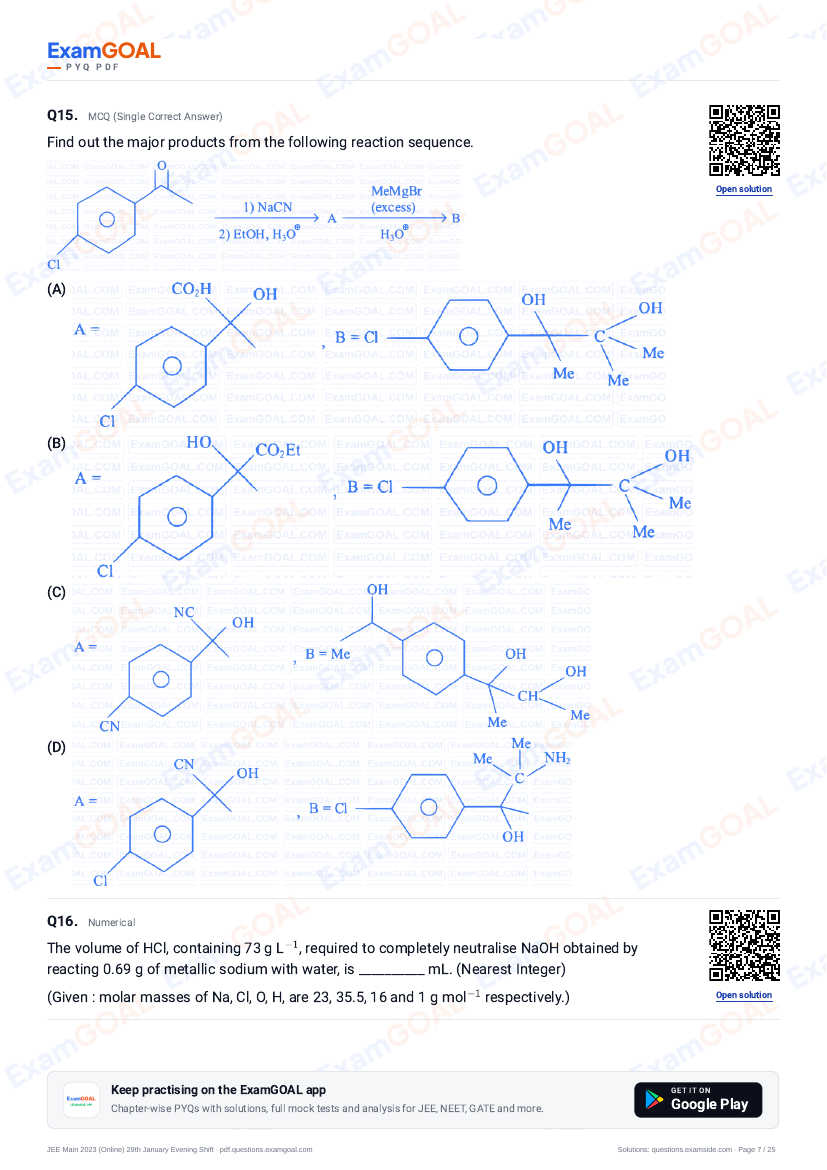 ExamGOAL
PYQ PDF
Q15. MCQ (Single Correct Answer)
Find out the major products from the following reaction sequence.
Open solution
O
Cl
1) NaCN
2) EtOH, H₃O⊕
A
MeMgBr
(excess)
H₃O⊕
B
(A)
A =
CO₂H
OH
Cl
, B = Cl
OH
OH
Me
Me
Me
(B)
A =
HO
CO₂Et
Cl
, B = Cl
OH
OH
Me
Me
Me
(C)
A =
NC
OH
CN
, B = Me
OH
OH
OH
CH
C
Me
Me
(D)
A =
CN
OH
Cl
, B = Cl
Me
Me
NH₂
C
OH
Q16. Numerical
The volume of HCl, containing 73 g L⁻¹, required to completely neutralise NaOH obtained by
reacting 0.69 g of metallic sodium with water, is __________ mL. (Nearest Integer)
(Given : molar masses of Na, Cl, O, H, are 23, 35.5, 16 and 1 g mol⁻¹ respectively.)
Open solution
Keep practising on the ExamGOAL app
Chapter-wise PYQs with solutions, full mock tests and analysis for JEE, NEET, GATE and more.
GET IT ON
Google Play
JEE Main 2023 (Online) 29th January Evening Shift · pdf.questions.examgoal.com
Solutions: questions.examside.com · Page 7 / 25